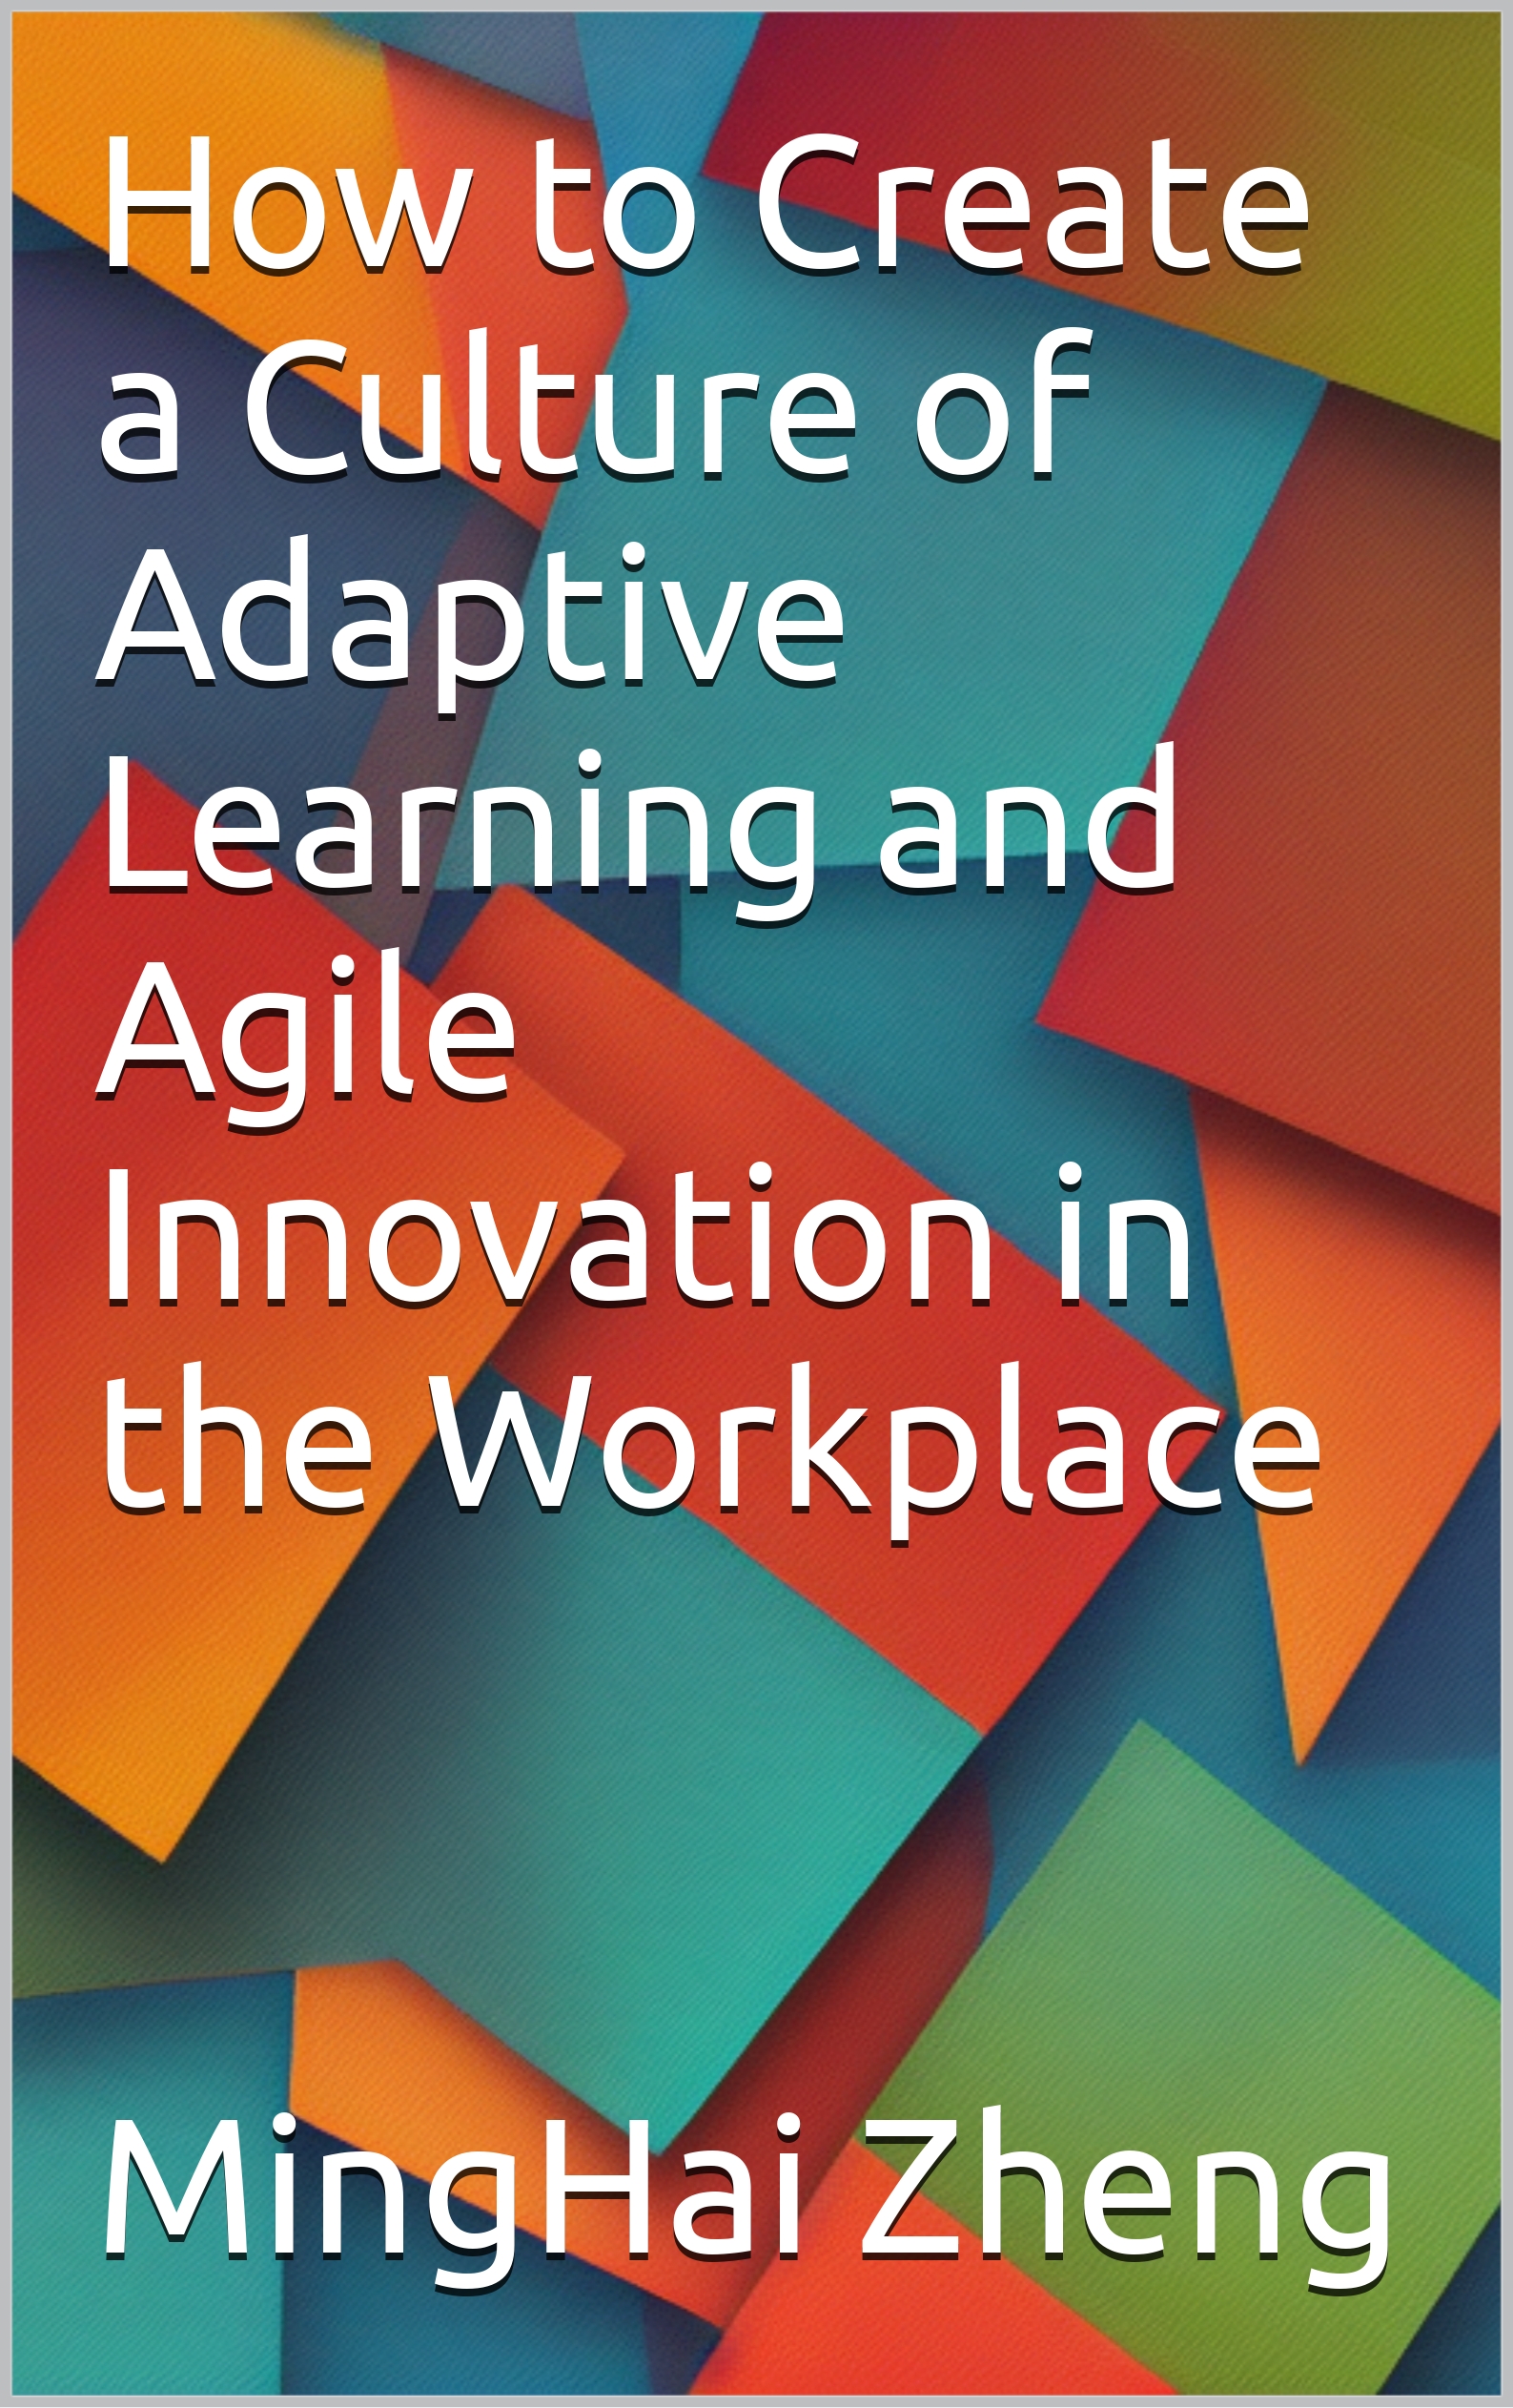 How to Create
a Culture of
Adaptive
Learning and
Agile
Innovation in
the Workplace
MingHai Zheng